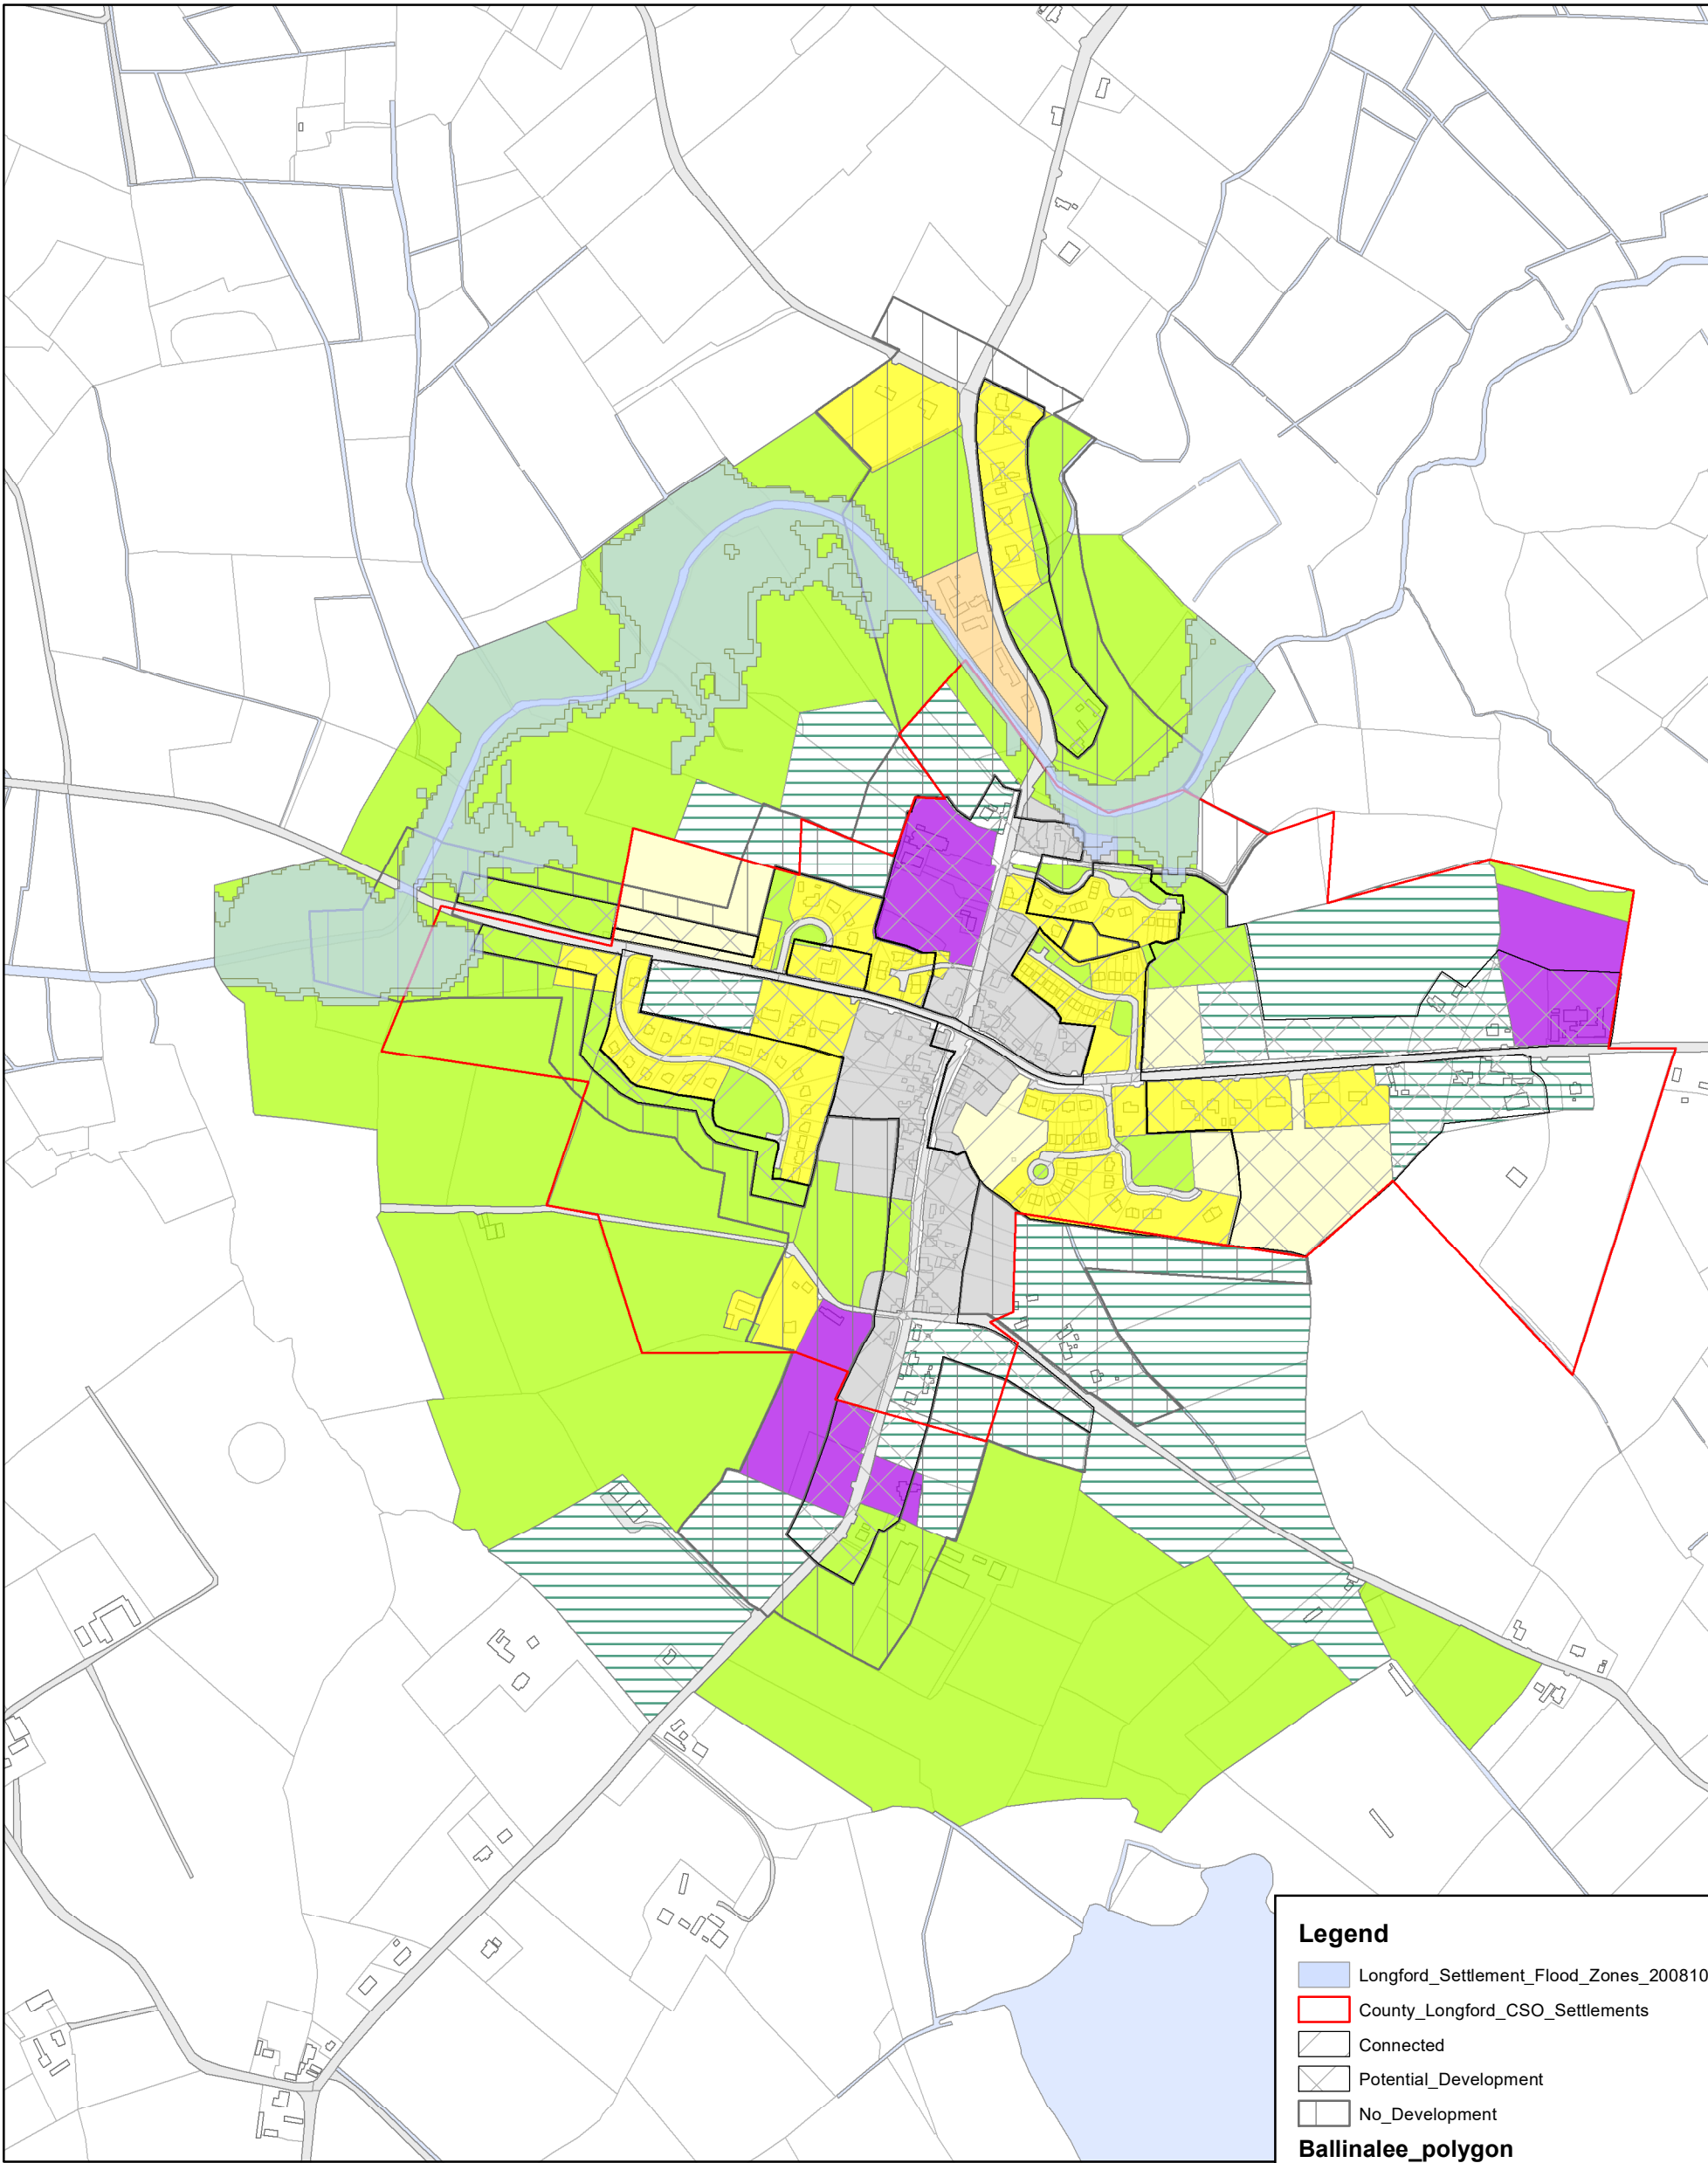 Legend
Longford_Settlement_Flood_Zones_200810
County_Longford_CSO_Settlements
Connected
Potential_Development
No_Development
Ballinalee_polygon